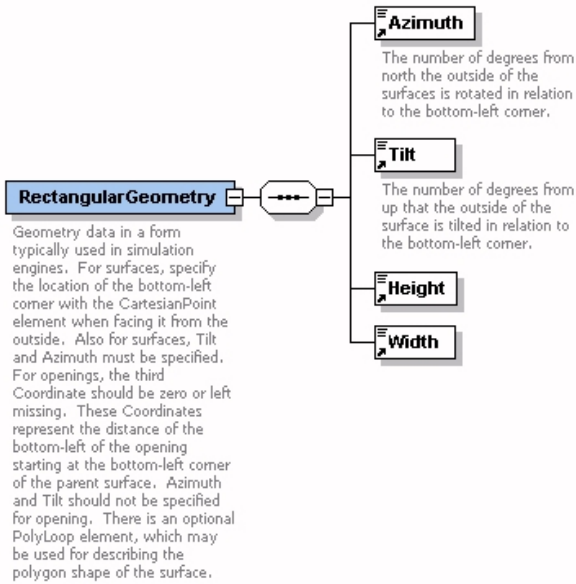 RectangularGeometry
Geometry data in a form
typically used in simulation
engines.  For surfaces, specify
the location of the bottom-left
corner with the CartesianPoint
element when facing it from the
outside.  Also for surfaces, Tilt
and Azimuth must be specified.
For openings, the third
Coordinate should be zero or left
missing.  These Coordinates
represent the distance of the
bottom-left of the opening
starting at the bottom-left corner
of the parent surface.  Azimuth
and Tilt should not be specified
for opening.  There is an optional
PolyLoop element, which may
be used for describing the
polygon shape of the surface.
Azimuth
The number of degrees from
north the outside of the
surfaces is rotated in relation
to the bottom-left corner.
Tilt
The number of degrees from
up that the outside of the
surface is tilted in relation to
the bottom-left corner.
Height
Width